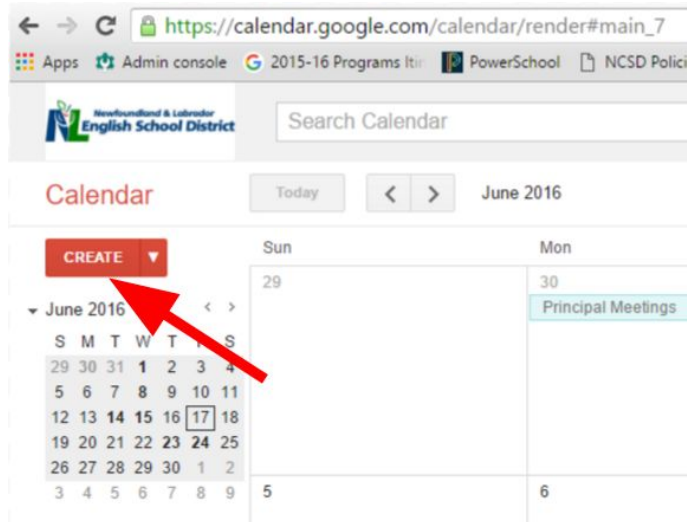 https://calendar.google.com/calendar/render#main_7
Apps Admin console 2015-16 Programs Itin PowerSchool NCSD Polici
Newfoundland & Labrador
English School District
Search Calendar
Calendar Today June 2016
CREATE
Sun Mon
29 30
Principal Meetings
June 2016
S M T W T S
29 30 31 1 2 3 4
5 6 7 8 9 10 11
12 13 14 15 16 17 18
19 20 21 22 23 24 25
26 27 28 29 30 1 2
3 4 5 6 7 8 9
5 6